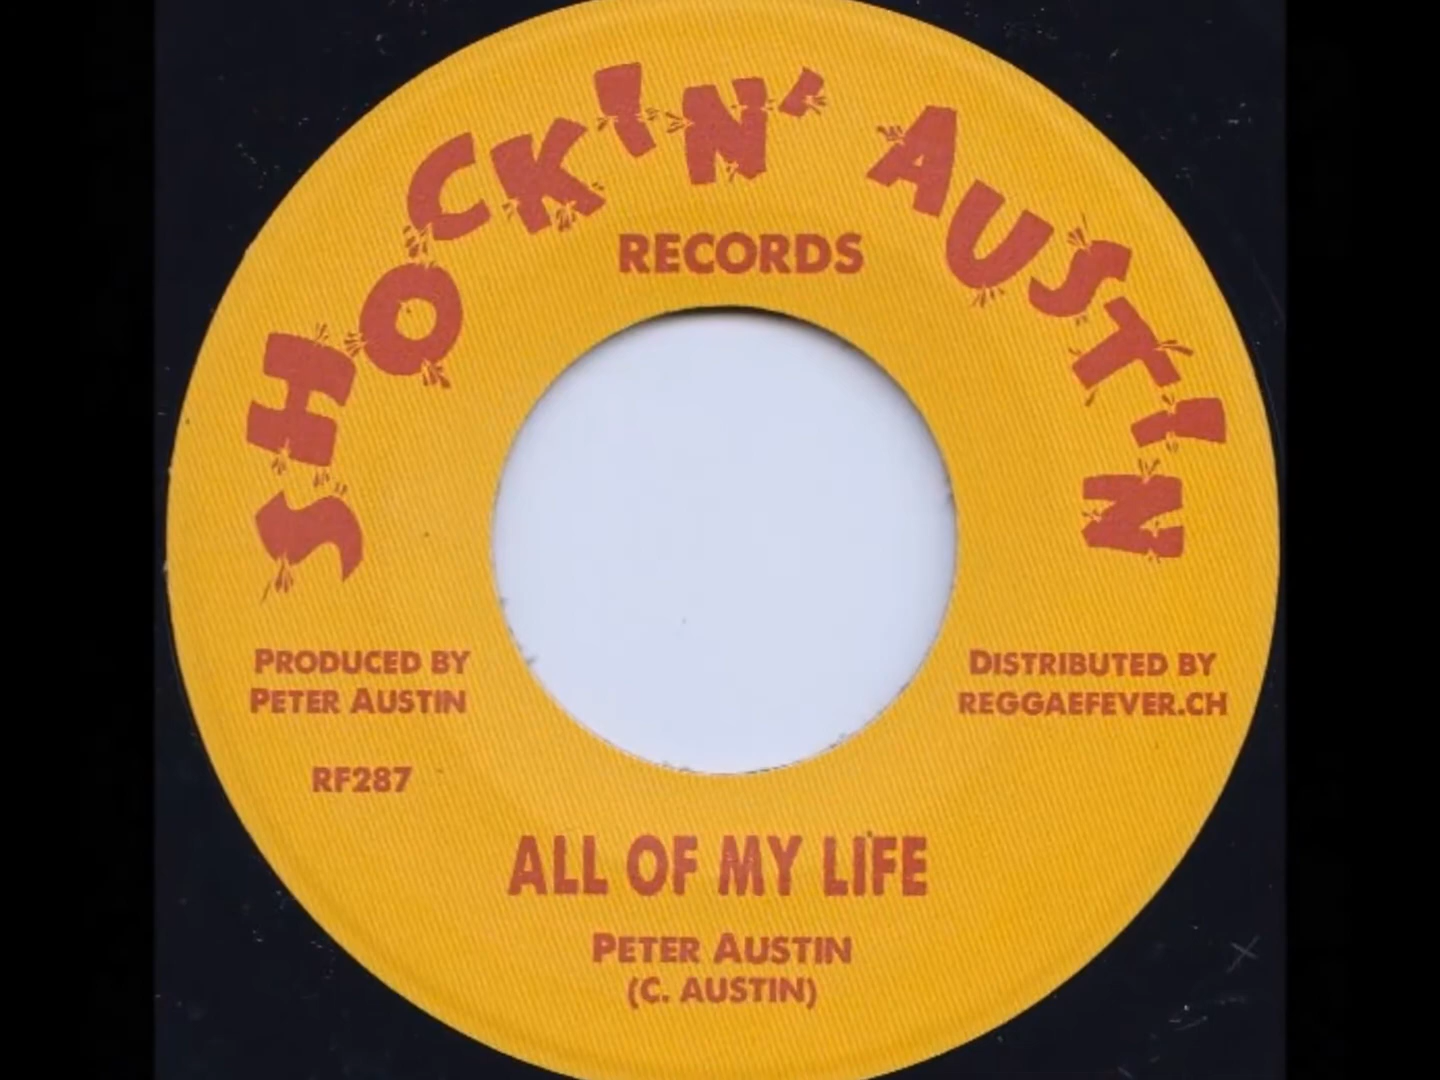 SHOCKIN' AUSTIN
RECORDS
PRODUCED BY
PETER AUSTIN
DISTRIBUTED BY
REGGAEFEVER.CH
RF287
ALL OF MY LIFE
PETER AUSTIN
(C. AUSTIN)